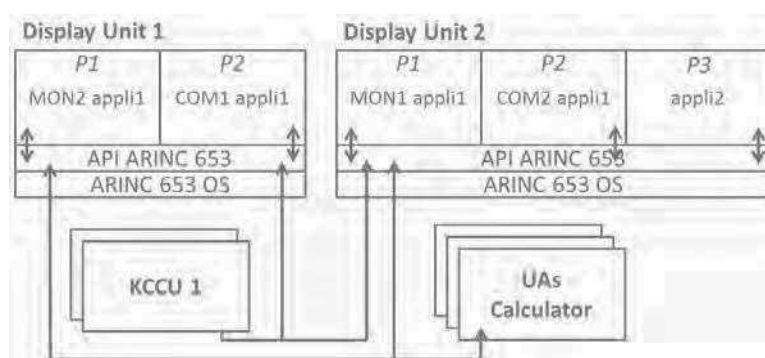 Display Unit 1
Display Unit 2
P1
P2
P1
P2
P3
MON2 appli1
COM1 appli1
MON1 appli1
COM2 appli1
appli2
API ARINC 653
API ARINC 653
ARINC 653 OS
ARINC 653 OS
KCCU 1
UAs
Calculator